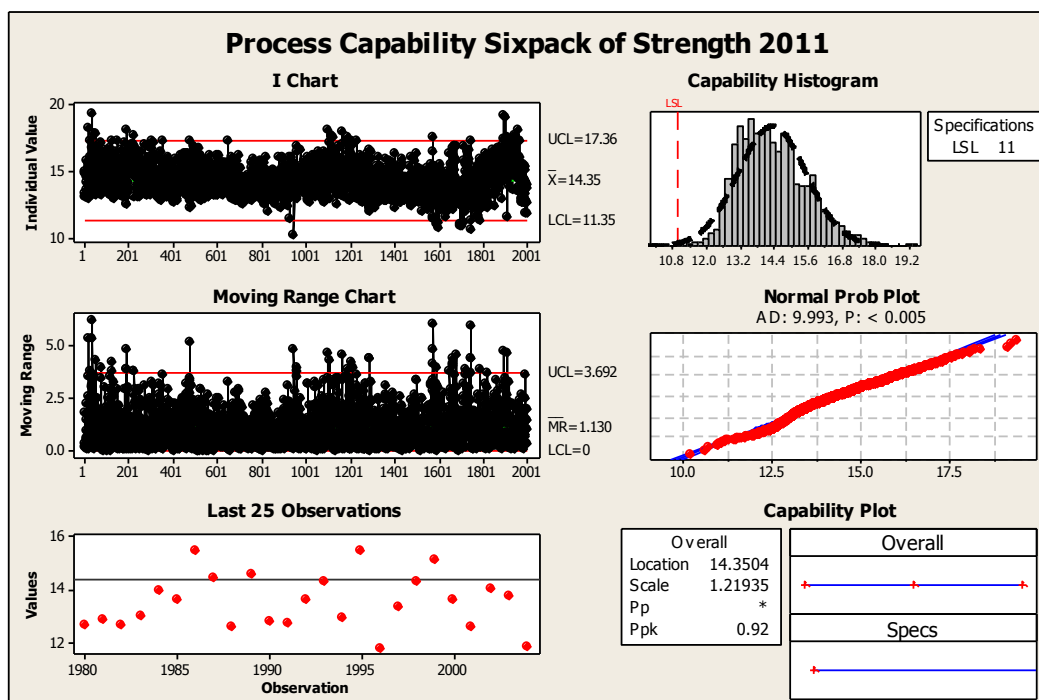 Process Capability Sixpack of Strength 2011
I Chart
Individual Value
20
15
10
UCL=17.36
X=14.35
LCL=11.35
1 201 401 601 801 1001 1201 1401 1601 1801 2001
Capability Histogram
LSL
Specifications
LSL 11
10.8 12.0 13.2 14.4 15.6 16.8 18.0 19.2
Moving Range Chart
Moving Range
5.0
2.5
0.0
UCL=3.692
MR=1.130
LCL=0
1 201 401 601 801 1001 1201 1401 1601 1801 2001
Normal Prob Plot
AD: 9.993, P: < 0.005
10.0 12.5 15.0 17.5
Last 25 Observations
Values
16
14
12
1980 1985 1990 1995 2000
Observation
Capability Plot
Overall
Location 14.3504
Scale 1.21935
Pp *
Ppk 0.92
Overall
Specs